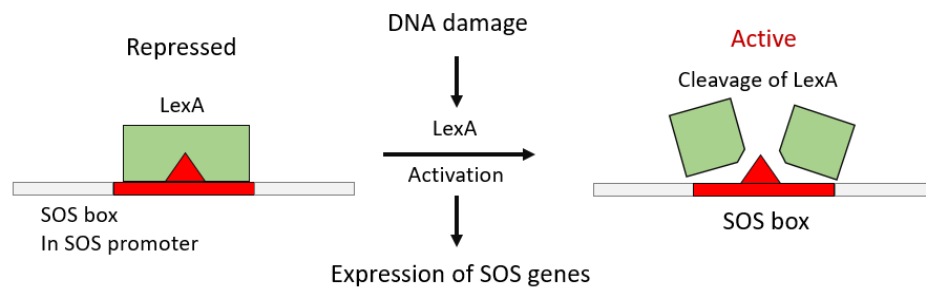 Repressed
LexA
SOS box
In SOS promoter
DNA damage
LexA
Activation
Expression of SOS genes
Active
Cleavage of LexA
SOS box